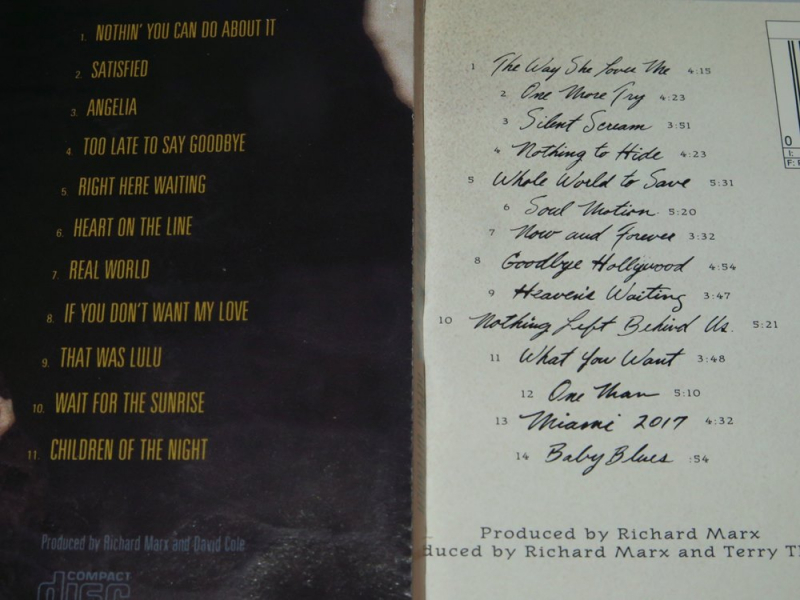 1. NOTHIN' YOU CAN DO ABOUT IT
2. SATISFIED
3. ANGELIA
4. TOO LATE TO SAY GOODBYE
5. RIGHT HERE WAITING
6. HEART ON THE LINE
7. REAL WORLD
8. IF YOU DON'T WANT MY LOVE
9. THAT WAS LULU
10. WAIT FOR THE SUNRISE
11. CHILDREN OF THE NIGHT
Produced by Richard Marx and David Cole
COMPACT
disc
1 The Way She Loves Me 4:15
2 One More Try 4:23
3 Silent Scream 3:51
4 Nothing to Hide 4:23
5 Whole World to Save 5:31
6 Soul Motion 5:20
7 Now and Forever 3:32
8 Goodbye Hollywood 4:54
9 Heaven's Waiting 3:47
10 Nothing Left Behind Us. 5:21
11 What You Want 3:48
12 One Man 5:10
13 Miami 2017 4:32
14 Baby Blues :54
Produced by Richard Marx
duced by Richard Marx and Terry Th
0